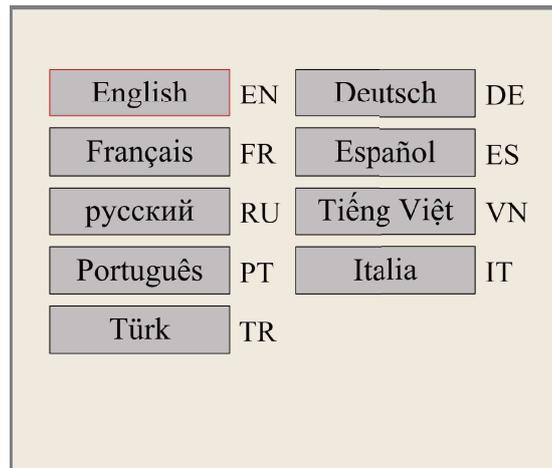 English EN Deutsch DE
Français FR Español ES
русский RU Tiếng Việt VN
Português PT Italia IT
Türk TR